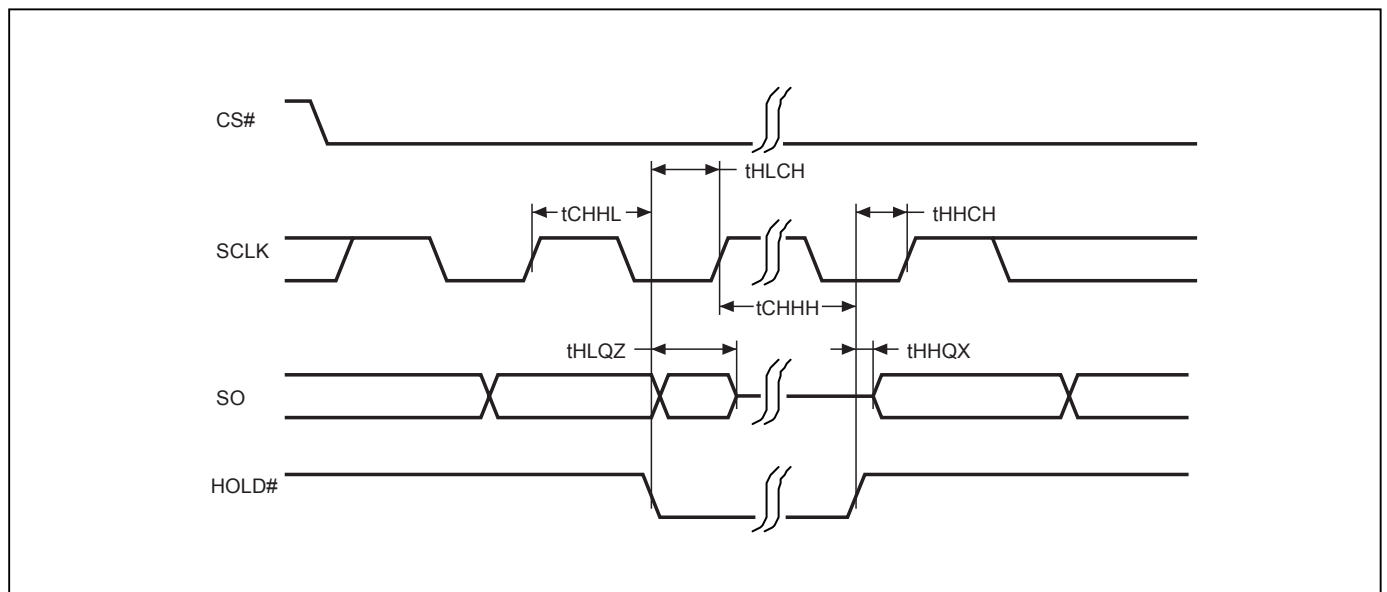 CS#
tHLCH
tCHHL
tHHCH
SCLK
tCHHH
tHLQZ
tHHQX
SO
HOLD#